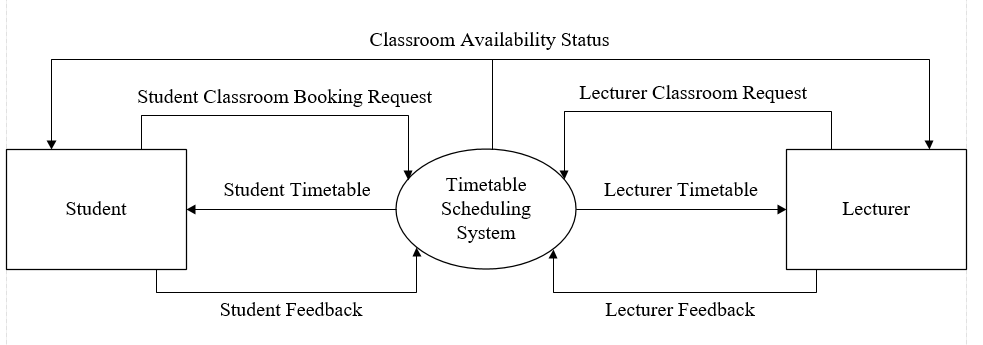 Classroom Availability Status
Student Classroom Booking Request
Lecturer Classroom Request
Student
Student Timetable
Timetable
Scheduling
System
Lecturer Timetable
Lecturer
Student Feedback
Lecturer Feedback